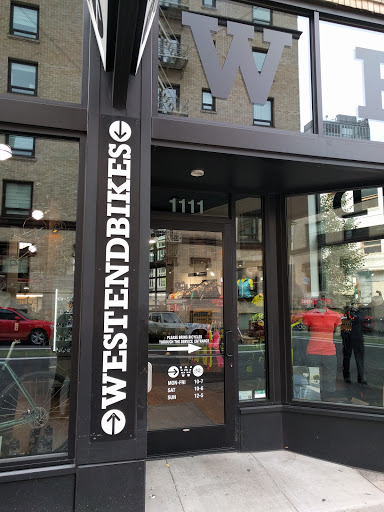 W
WESTENDBIKES
1111
PLEASE BRING BICYCLES
THROUGH THE SERVICE ENTRANCE
W
MON-FRI 10-7
SAT 10-6
SUN 12-5